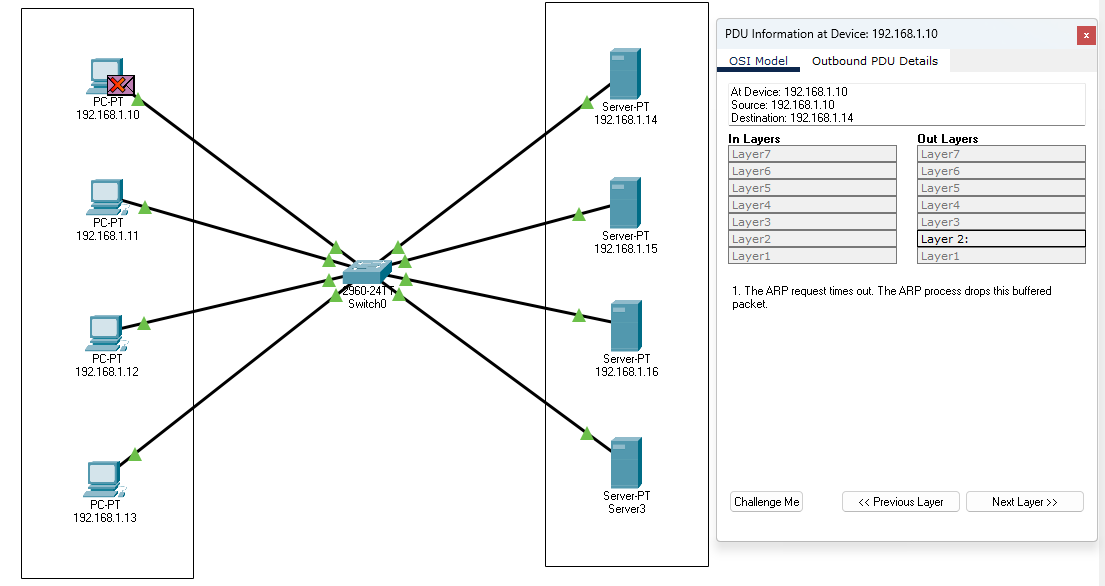 PC-PT
192.168.1.10
PC-PT
192.168.1.11
PC-PT
192.168.1.12
PC-PT
192.168.1.13
2960-24TT
Switch0
Server-PT
192.168.1.14
Server-PT
192.168.1.15
Server-PT
192.168.1.16
Server-PT
Server3
PDU Information at Device: 192.168.1.10
x
OSI Model Outbound PDU Details
At Device: 192.168.1.10
Source: 192.168.1.10
Destination: 192.168.1.14
In Layers Out Layers
Layer7 Layer7
Layer6 Layer6
Layer5 Layer5
Layer4 Layer4
Layer3 Layer3
Layer2 Layer 2:
Layer1 Layer1
1. The ARP request times out. The ARP process drops this buffered
packet.
Challenge Me << Previous Layer Next Layer >>